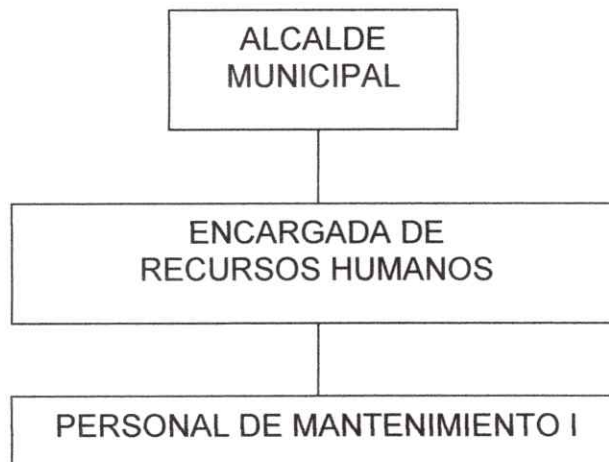 ALCALDE
MUNICIPAL
ENCARGADA DE
RECURSOS HUMANOS
PERSONAL DE MANTENIMIENTO I